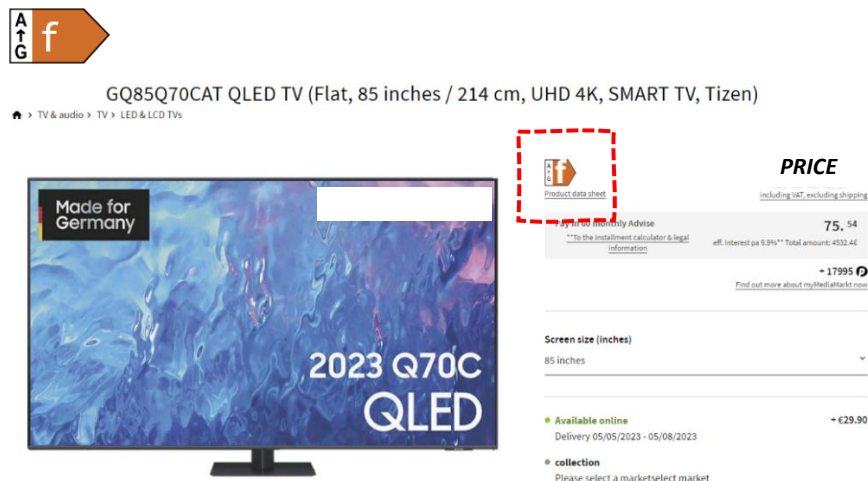 A
↑
G
f
GQ85Q70CAT QLED TV (Flat, 85 inches / 214 cm, UHD 4K, SMART TV, Tizen)
> TV & audio > TV > LED & LCD TVs
Made for
Germany
2023 Q70C
QLED
A
↑
G
f
Product data sheet
PRICE
including VAT, excluding shipping
Pay in 60 monthly Advise
75. 54
**To the installment calculator & legal
information
eff. Interest pa 9.9%** Total amount: 4532.4€
+ 17995
Find out more about myMediaMarkt now
Screen size (inches)
85 inches
Available online
+ €29.90
Delivery 05/05/2023 - 05/08/2023
collection
Please select a marketselect market